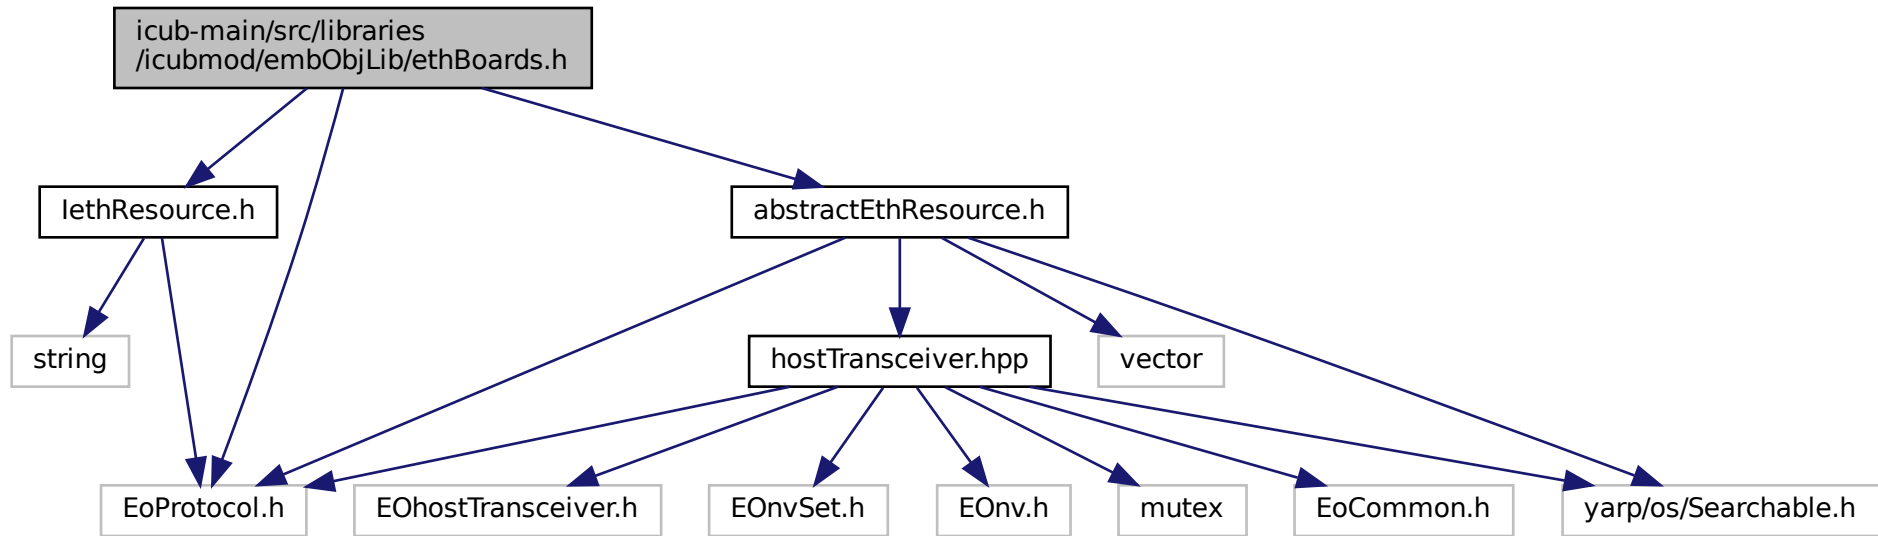 icub-main/src/libraries
/icubmod/embObjLib/ethBoards.h
IethResource.h
abstractEthResource.h
string
hostTransceiver.hpp
vector
EoProtocol.h
EOhostTransceiver.h
EOnvSet.h
EOnv.h
mutex
EoCommon.h
yarp/os/Searchable.h